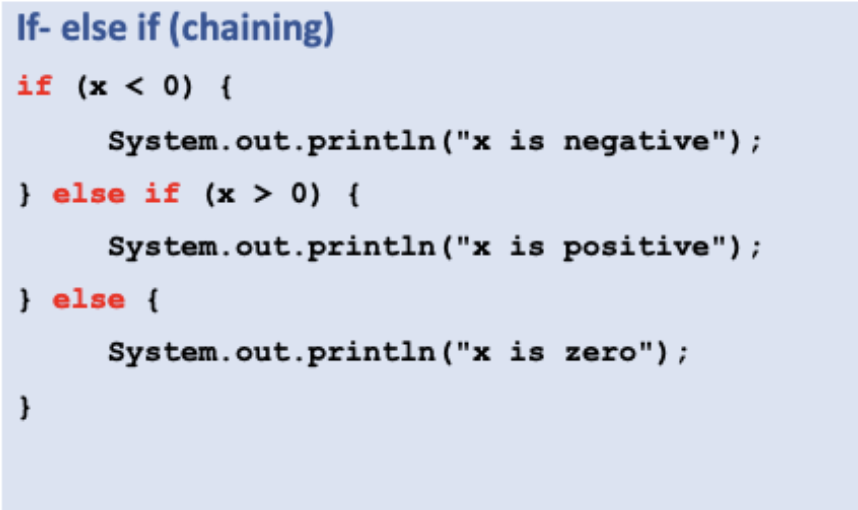 If- else if (chaining)
if (x < 0) {
System.out.println("x is negative");
} else if (x > 0) {
System.out.println("x is positive");
} else {
System.out.println("x is zero");
}